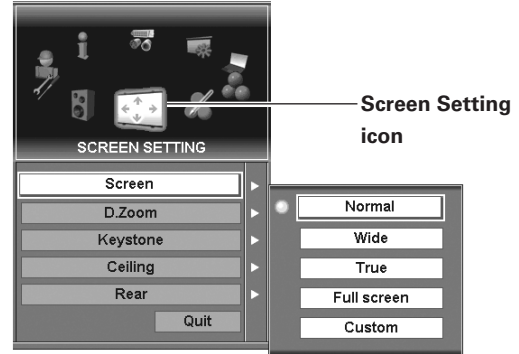 Screen Setting
icon
SCREEN SETTING
Screen
D.Zoom
Keystone
Ceiling
Rear
Quit
Normal
Wide
True
Full screen
Custom